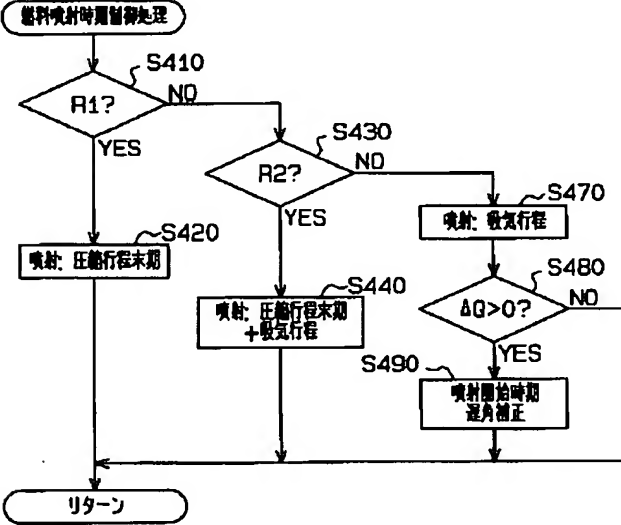 燃料噴射時期制御処理
S410
R1?
NO
YES
S430
R2?
NO
YES
S420
噴射: 圧縮行程末期
S440
噴射: 圧縮行程末期
+吸気行程
S470
噴射: 吸気行程
S480
ΔQ>0?
NO
YES
S490
噴射開始時期
遅角補正
リターン